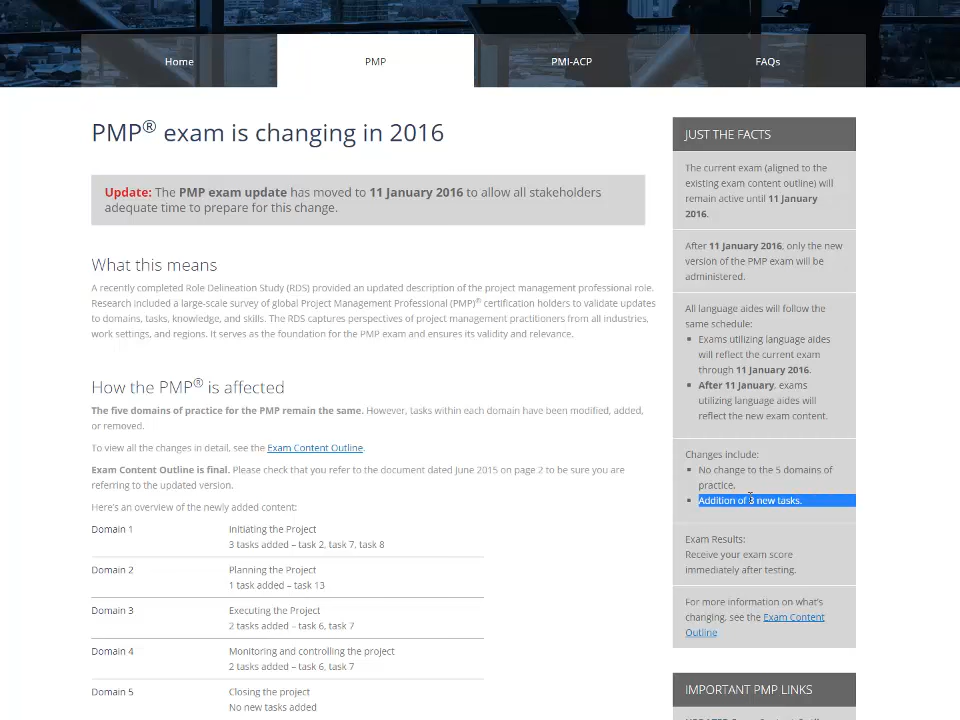 Home
PMP
PMI-ACP
FAQs
PMP® exam is changing in 2016
Update: The PMP exam update has moved to 11 January 2016 to allow all stakeholders
adequate time to prepare for this change.
What this means
A recently completed Role Delineation Study (RDS) provided an updated description of the project management professional role.
Research included a large-scale survey of global Project Management Professional (PMP)® certification holders to validate updates
to domains, tasks, knowledge, and skills. The RDS captures perspectives of project management practitioners from all industries,
work settings, and regions. It serves as the foundation for the PMP exam and ensures its validity and relevance.
How the PMP® is affected
The five domains of practice for the PMP remain the same. However, tasks within each domain have been modified, added,
or removed.
To view all the changes in detail, see the Exam Content Outline.
Exam Content Outline is final. Please check that you refer to the document dated June 2015 on page 2 to be sure you are
referring to the updated version.
Here's an overview of the newly added content:
Domain 1
Initiating the Project
3 tasks added – task 2, task 7, task 8
Domain 2
Planning the Project
1 task added – task 13
Domain 3
Executing the Project
2 tasks added – task 6, task 7
Domain 4
Monitoring and controlling the project
2 tasks added – task 6, task 7
Domain 5
Closing the project
No new tasks added
JUST THE FACTS
The current exam (aligned to the
existing exam content outline) will
remain active until 11 January
2016.
After 11 January 2016, only the new
version of the PMP exam will be
administered.
All language aides will follow the
same schedule:
Exams utilizing language aides
will reflect the current exam
through 11 January 2016.
After 11 January, exams
utilizing language aides will
reflect the new exam content.
Changes include:
No change to the 5 domains of
practice.
Addition of 8 new tasks.
Exam Results:
Receive your exam score
immediately after testing.
For more information on what's
changing, see the Exam Content
Outline
IMPORTANT PMP LINKS